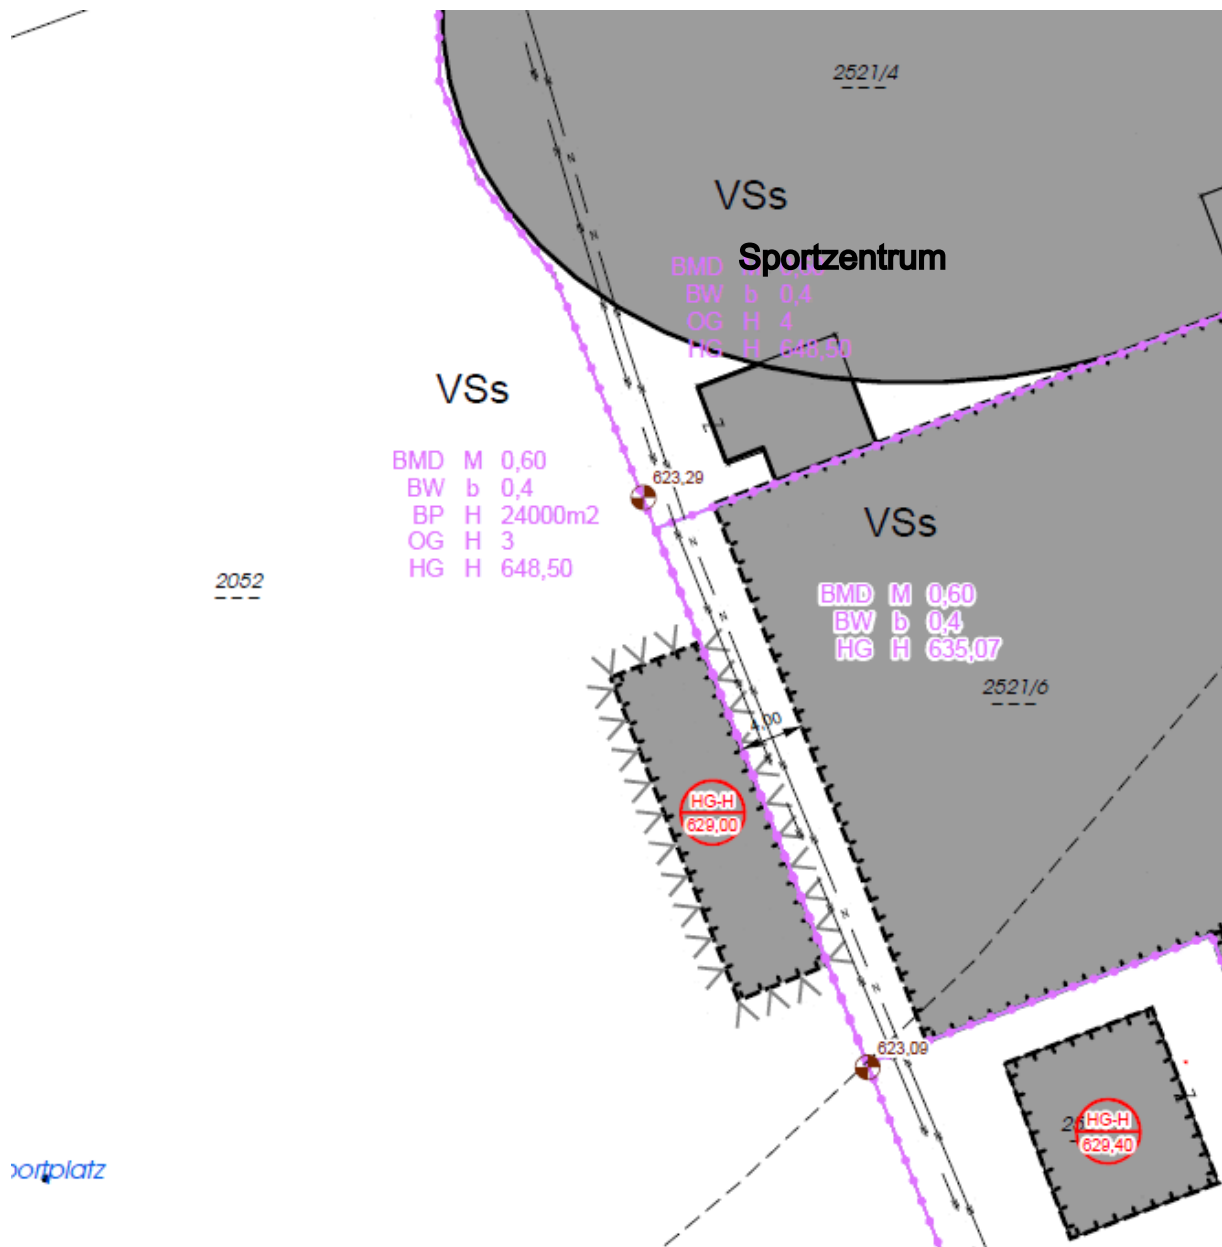 2521/4
VSs
Sportzentrum
BMD M 0,60
BW b 0,4
OG H 4
HG H 648,50
VSs
BMD M 0,60
BW b 0,4
BP H 24000m2
OG H 3
HG H 648,50
623,29
VSs
BMD M 0,60
BW b 0,4
HG H 635,07
2052
2521/6
4,00
HG-H
629,00
623,09
HG-H
629,40
portplatz